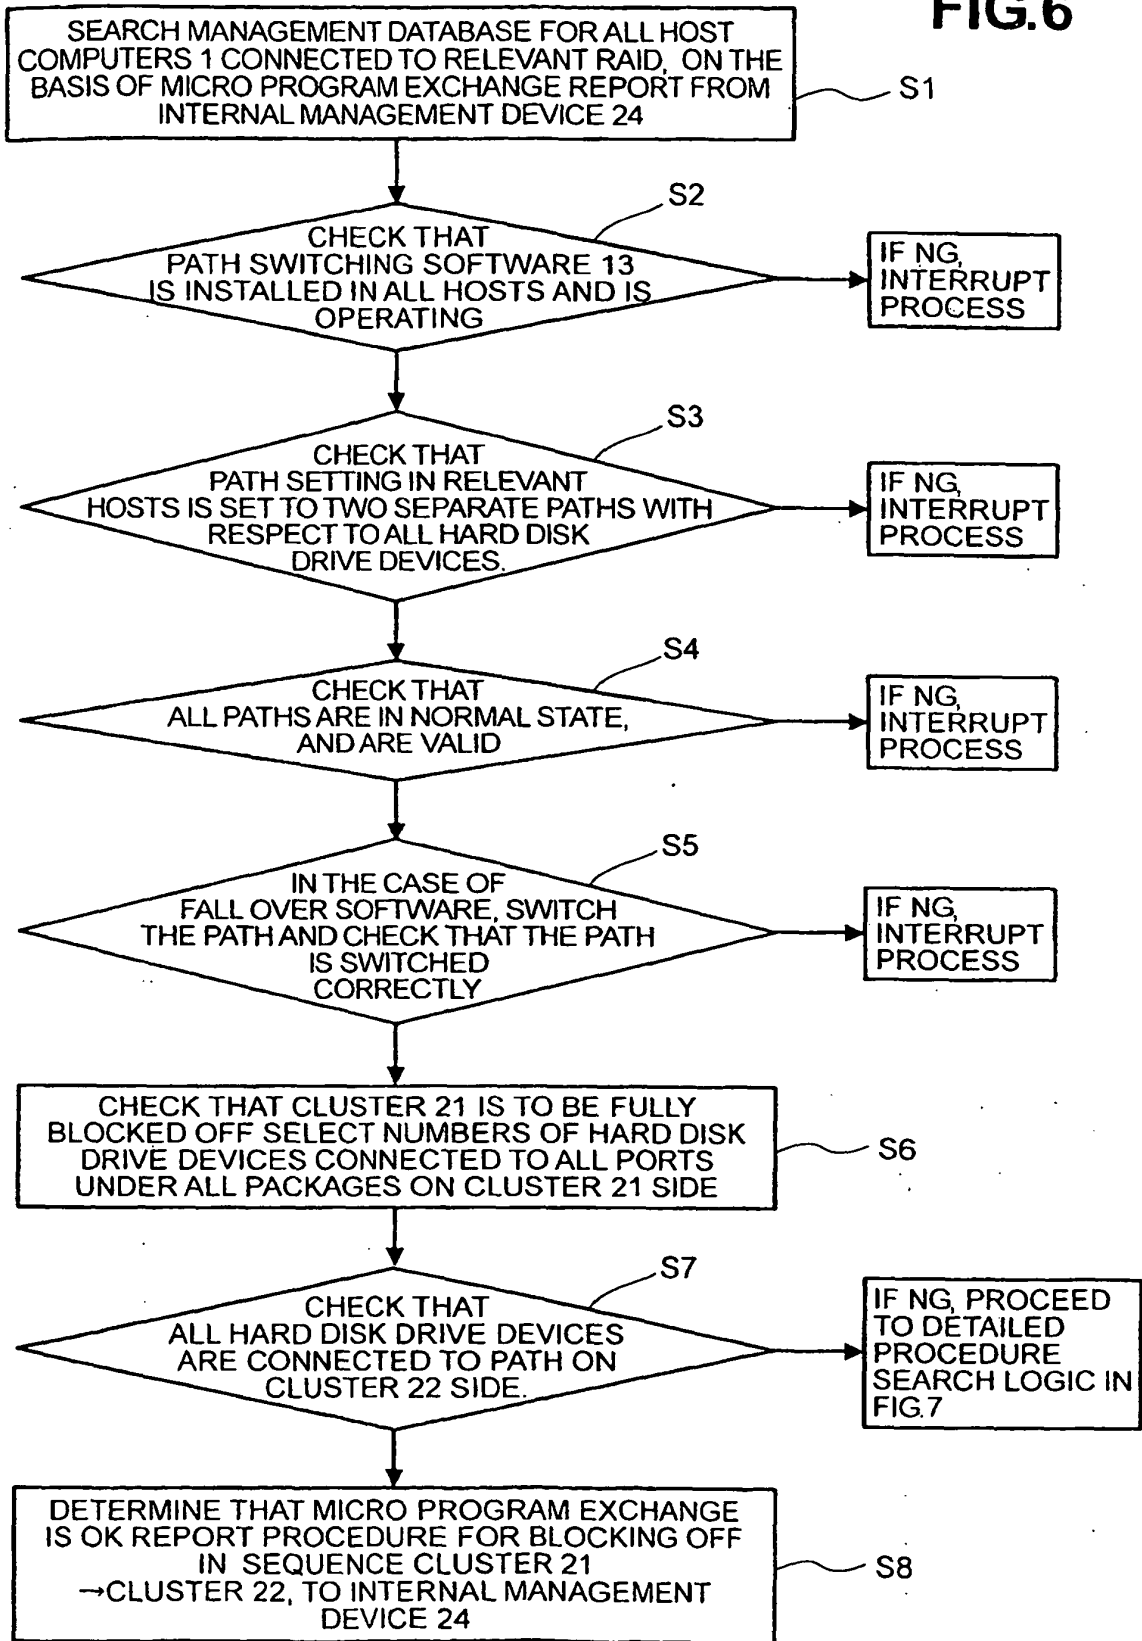 FIG.6
SEARCH MANAGEMENT DATABASE FOR ALL HOST
COMPUTERS 1 CONNECTED TO RELEVANT RAID, ON THE
BASIS OF MICRO PROGRAM EXCHANGE REPORT FROM
INTERNAL MANAGEMENT DEVICE 24
S1
S2
CHECK THAT
PATH SWITCHING SOFTWARE 13
IS INSTALLED IN ALL HOSTS AND IS
OPERATING
IF NG,
INTERRUPT
PROCESS
S3
CHECK THAT
PATH SETTING IN RELEVANT
HOSTS IS SET TO TWO SEPARATE PATHS WITH
RESPECT TO ALL HARD DISK
DRIVE DEVICES.
IF NG,
INTERRUPT
PROCESS
S4
CHECK THAT
ALL PATHS ARE IN NORMAL STATE,
AND ARE VALID
IF NG,
INTERRUPT
PROCESS
S5
IN THE CASE OF
FALL OVER SOFTWARE, SWITCH
THE PATH AND CHECK THAT THE PATH
IS SWITCHED
CORRECTLY
IF NG,
INTERRUPT
PROCESS
CHECK THAT CLUSTER 21 IS TO BE FULLY
BLOCKED OFF SELECT NUMBERS OF HARD DISK
DRIVE DEVICES CONNECTED TO ALL PORTS
UNDER ALL PACKAGES ON CLUSTER 21 SIDE
S6
S7
CHECK THAT
ALL HARD DISK DRIVE DEVICES
ARE CONNECTED TO PATH ON
CLUSTER 22 SIDE.
IF NG, PROCEED
TO DETAILED
PROCEDURE
SEARCH LOGIC IN
FIG.7
DETERMINE THAT MICRO PROGRAM EXCHANGE
IS OK REPORT PROCEDURE FOR BLOCKING OFF
IN SEQUENCE CLUSTER 21
→CLUSTER 22, TO INTERNAL MANAGEMENT
DEVICE 24
S8